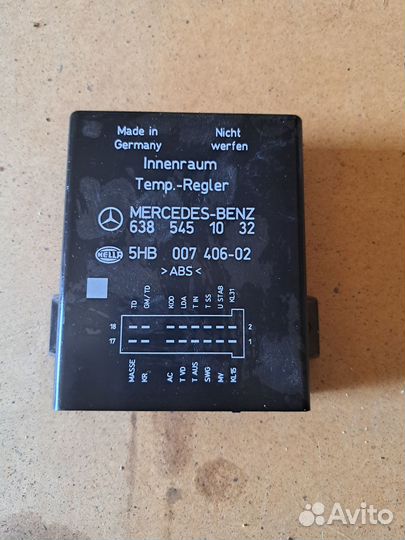 Made in Nicht
Germany werfen
Innenraum
Temp.-Regler
MERCEDES-BENZ
638 545 10 32
HELLA 5HB 007 406-02
>ABS<
TD GM/TD KOD LDA T IN T SS U STAB KL31
18 2
17 1
MASSE KR. AC T VD T AUS SWG MV KL15
Avito